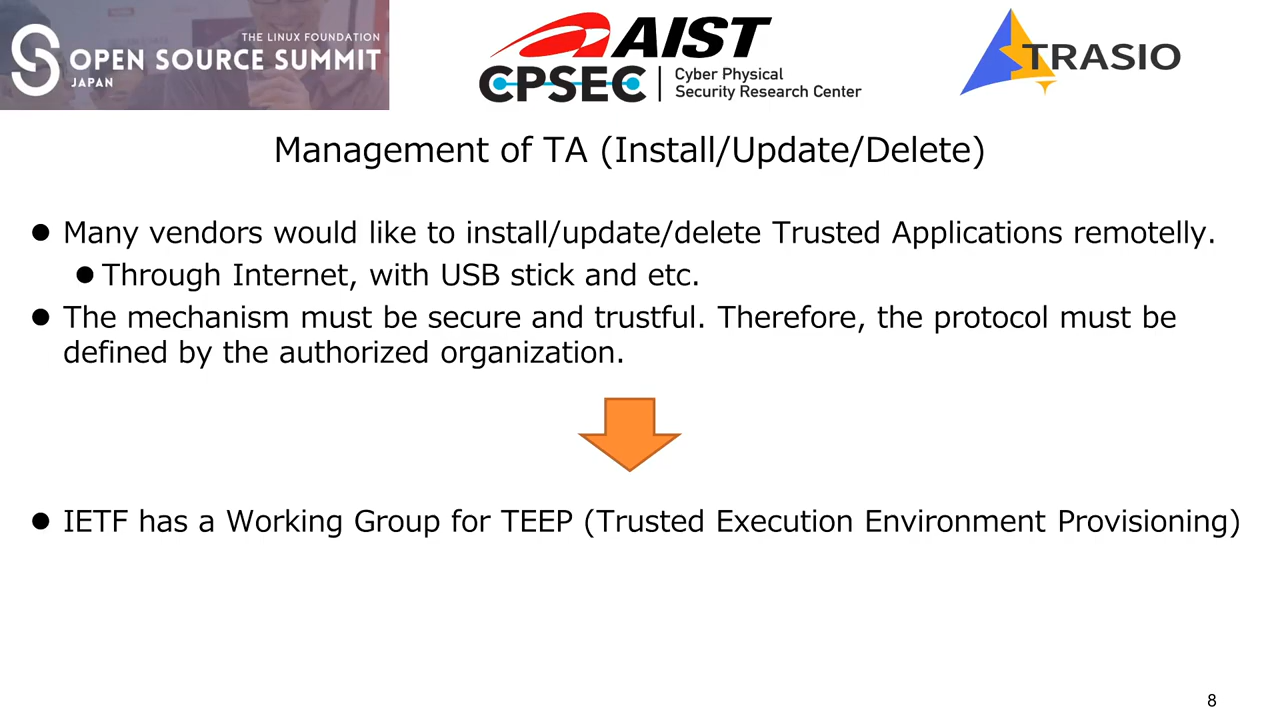 THE LINUX FOUNDATION
OPEN SOURCE SUMMIT
JAPAN
AIST
CPSEC
Cyber Physical
Security Research Center
TRASIO
Management of TA (Install/Update/Delete)
● Many vendors would like to install/update/delete Trusted Applications remotelly.
● Through Internet, with USB stick and etc.
● The mechanism must be secure and trustful. Therefore, the protocol must be
defined by the authorized organization.
● IETF has a Working Group for TEEP (Trusted Execution Environment Provisioning)
8